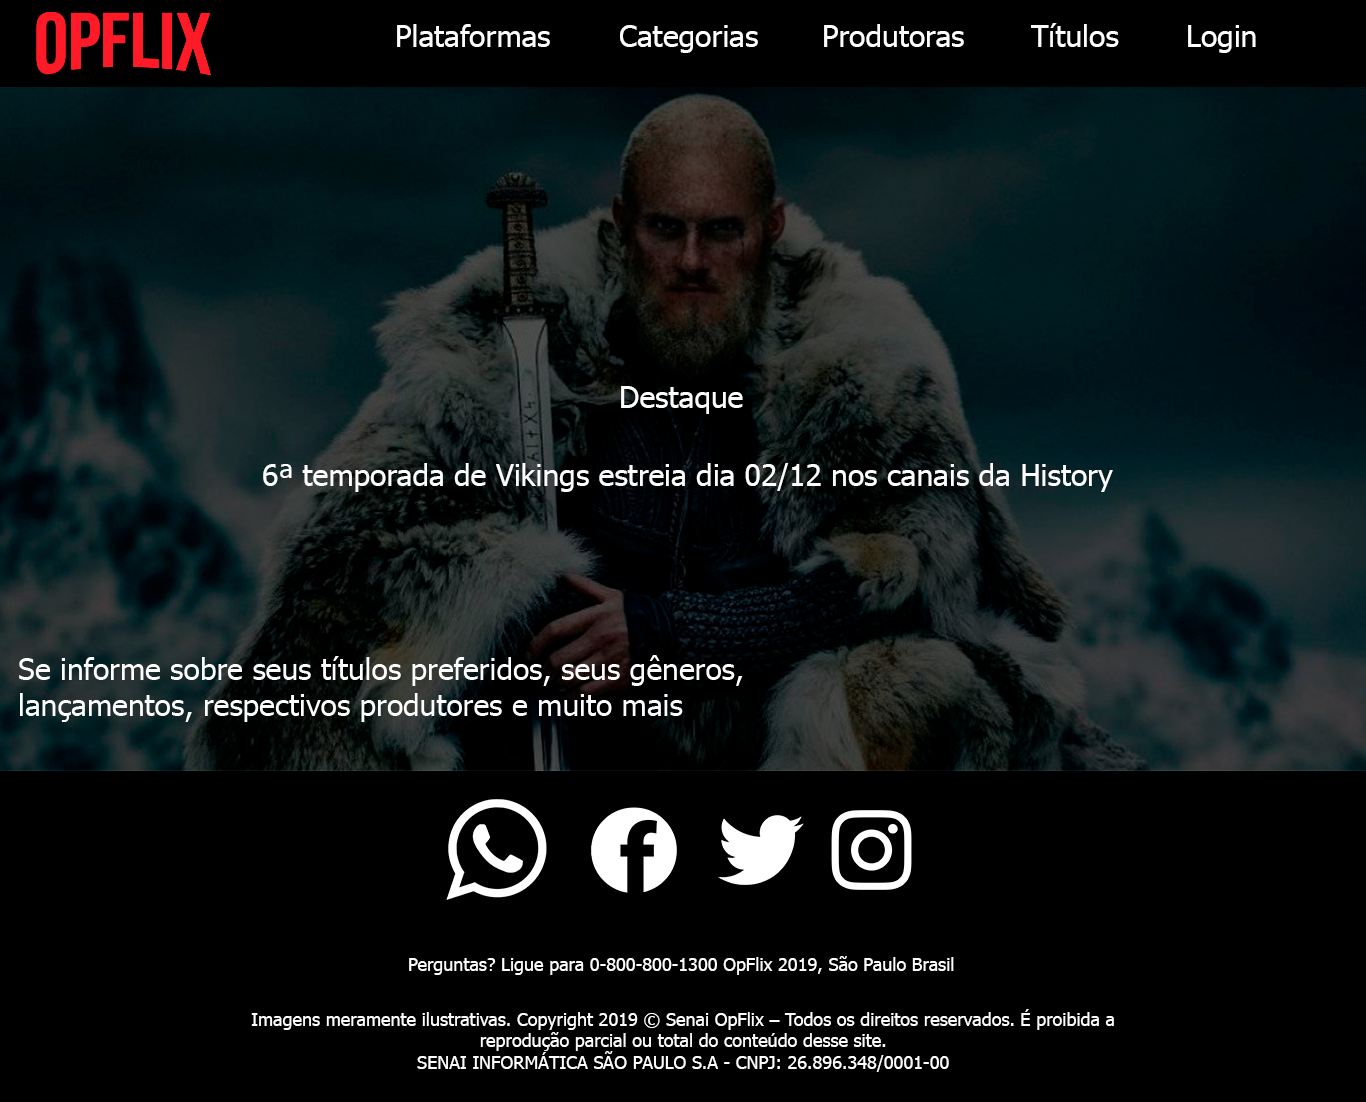 OPFLIX
Plataformas Categorias Produtoras Títulos Login
Destaque
6ª temporada de Vikings estreia dia 02/12 nos canais da History
Se informe sobre seus títulos preferidos, seus gêneros,
lançamentos, respectivos produtores e muito mais
Perguntas? Ligue para 0-800-800-1300 OpFlix 2019, São Paulo Brasil
Imagens meramente ilustrativas. Copyright 2019 © Senai OpFlix – Todos os direitos reservados. É proibida a
reprodução parcial ou total do conteúdo desse site.
SENAI INFORMÁTICA SÃO PAULO S.A - CNPJ: 26.896.348/0001-00